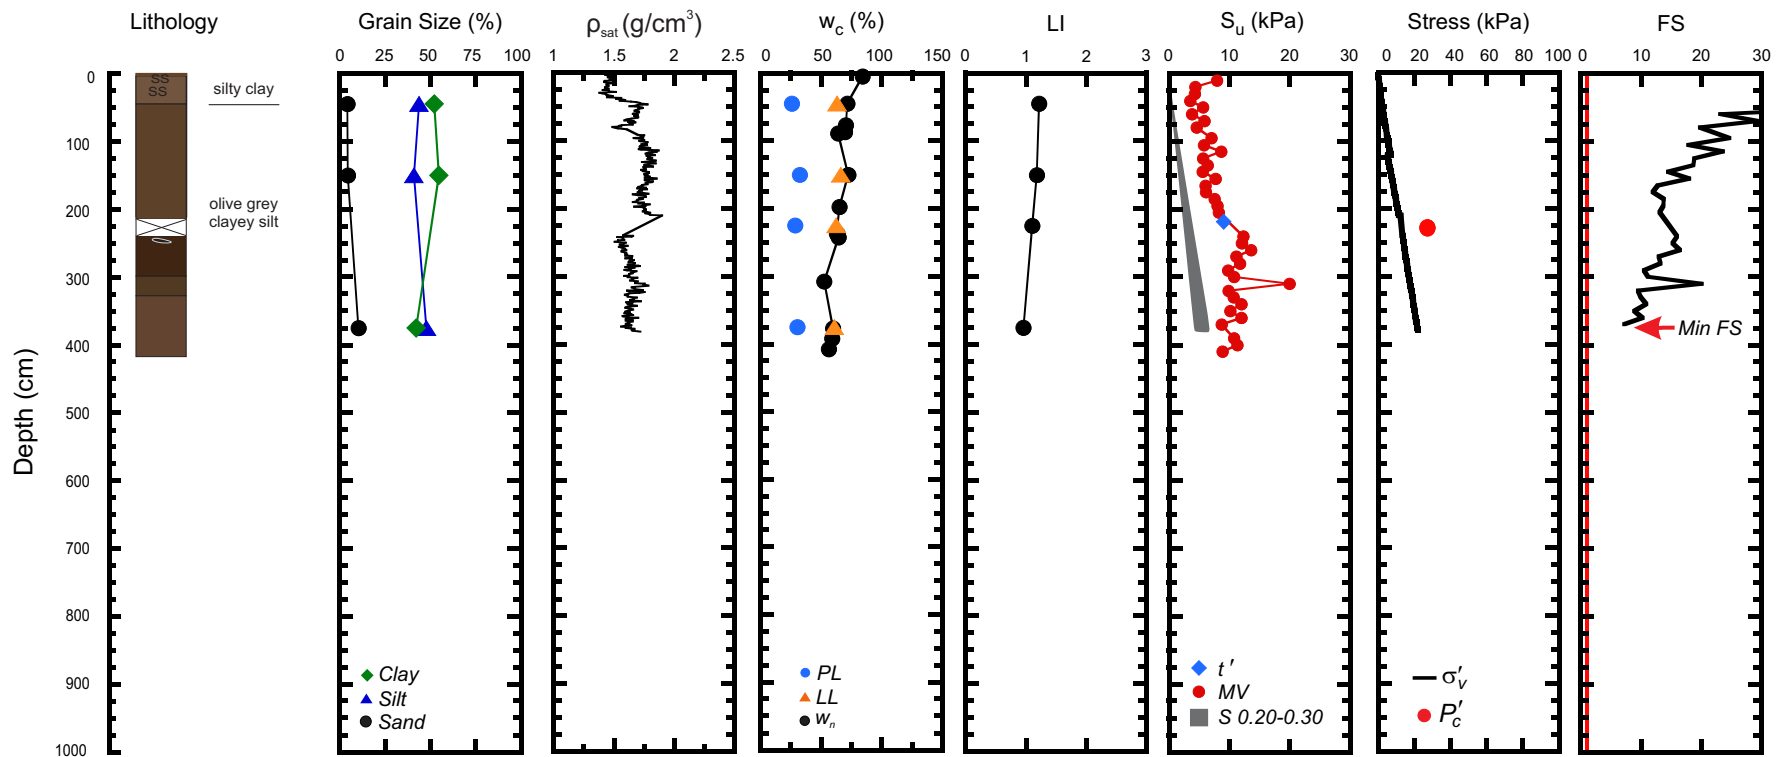 Lithology
Grain Size (%)
ρsat (g/cm³)
wc (%)
LI
Su (kPa)
Stress (kPa)
FS
0 25 50 75 100
1 1.5 2 2.5
0 50 100 150
0 1 2 3
0 10 20 30
0 20 40 60 80 100
0 10 20 30
Depth (cm)
0
100
200
300
400
500
600
700
800
900
1000
SS
SS
silty clay
olive grey
clayey silt
Min FS
Clay
Silt
Sand
PL
LL
wn
t′
MV
S 0.20-0.30
σ′v
P′c